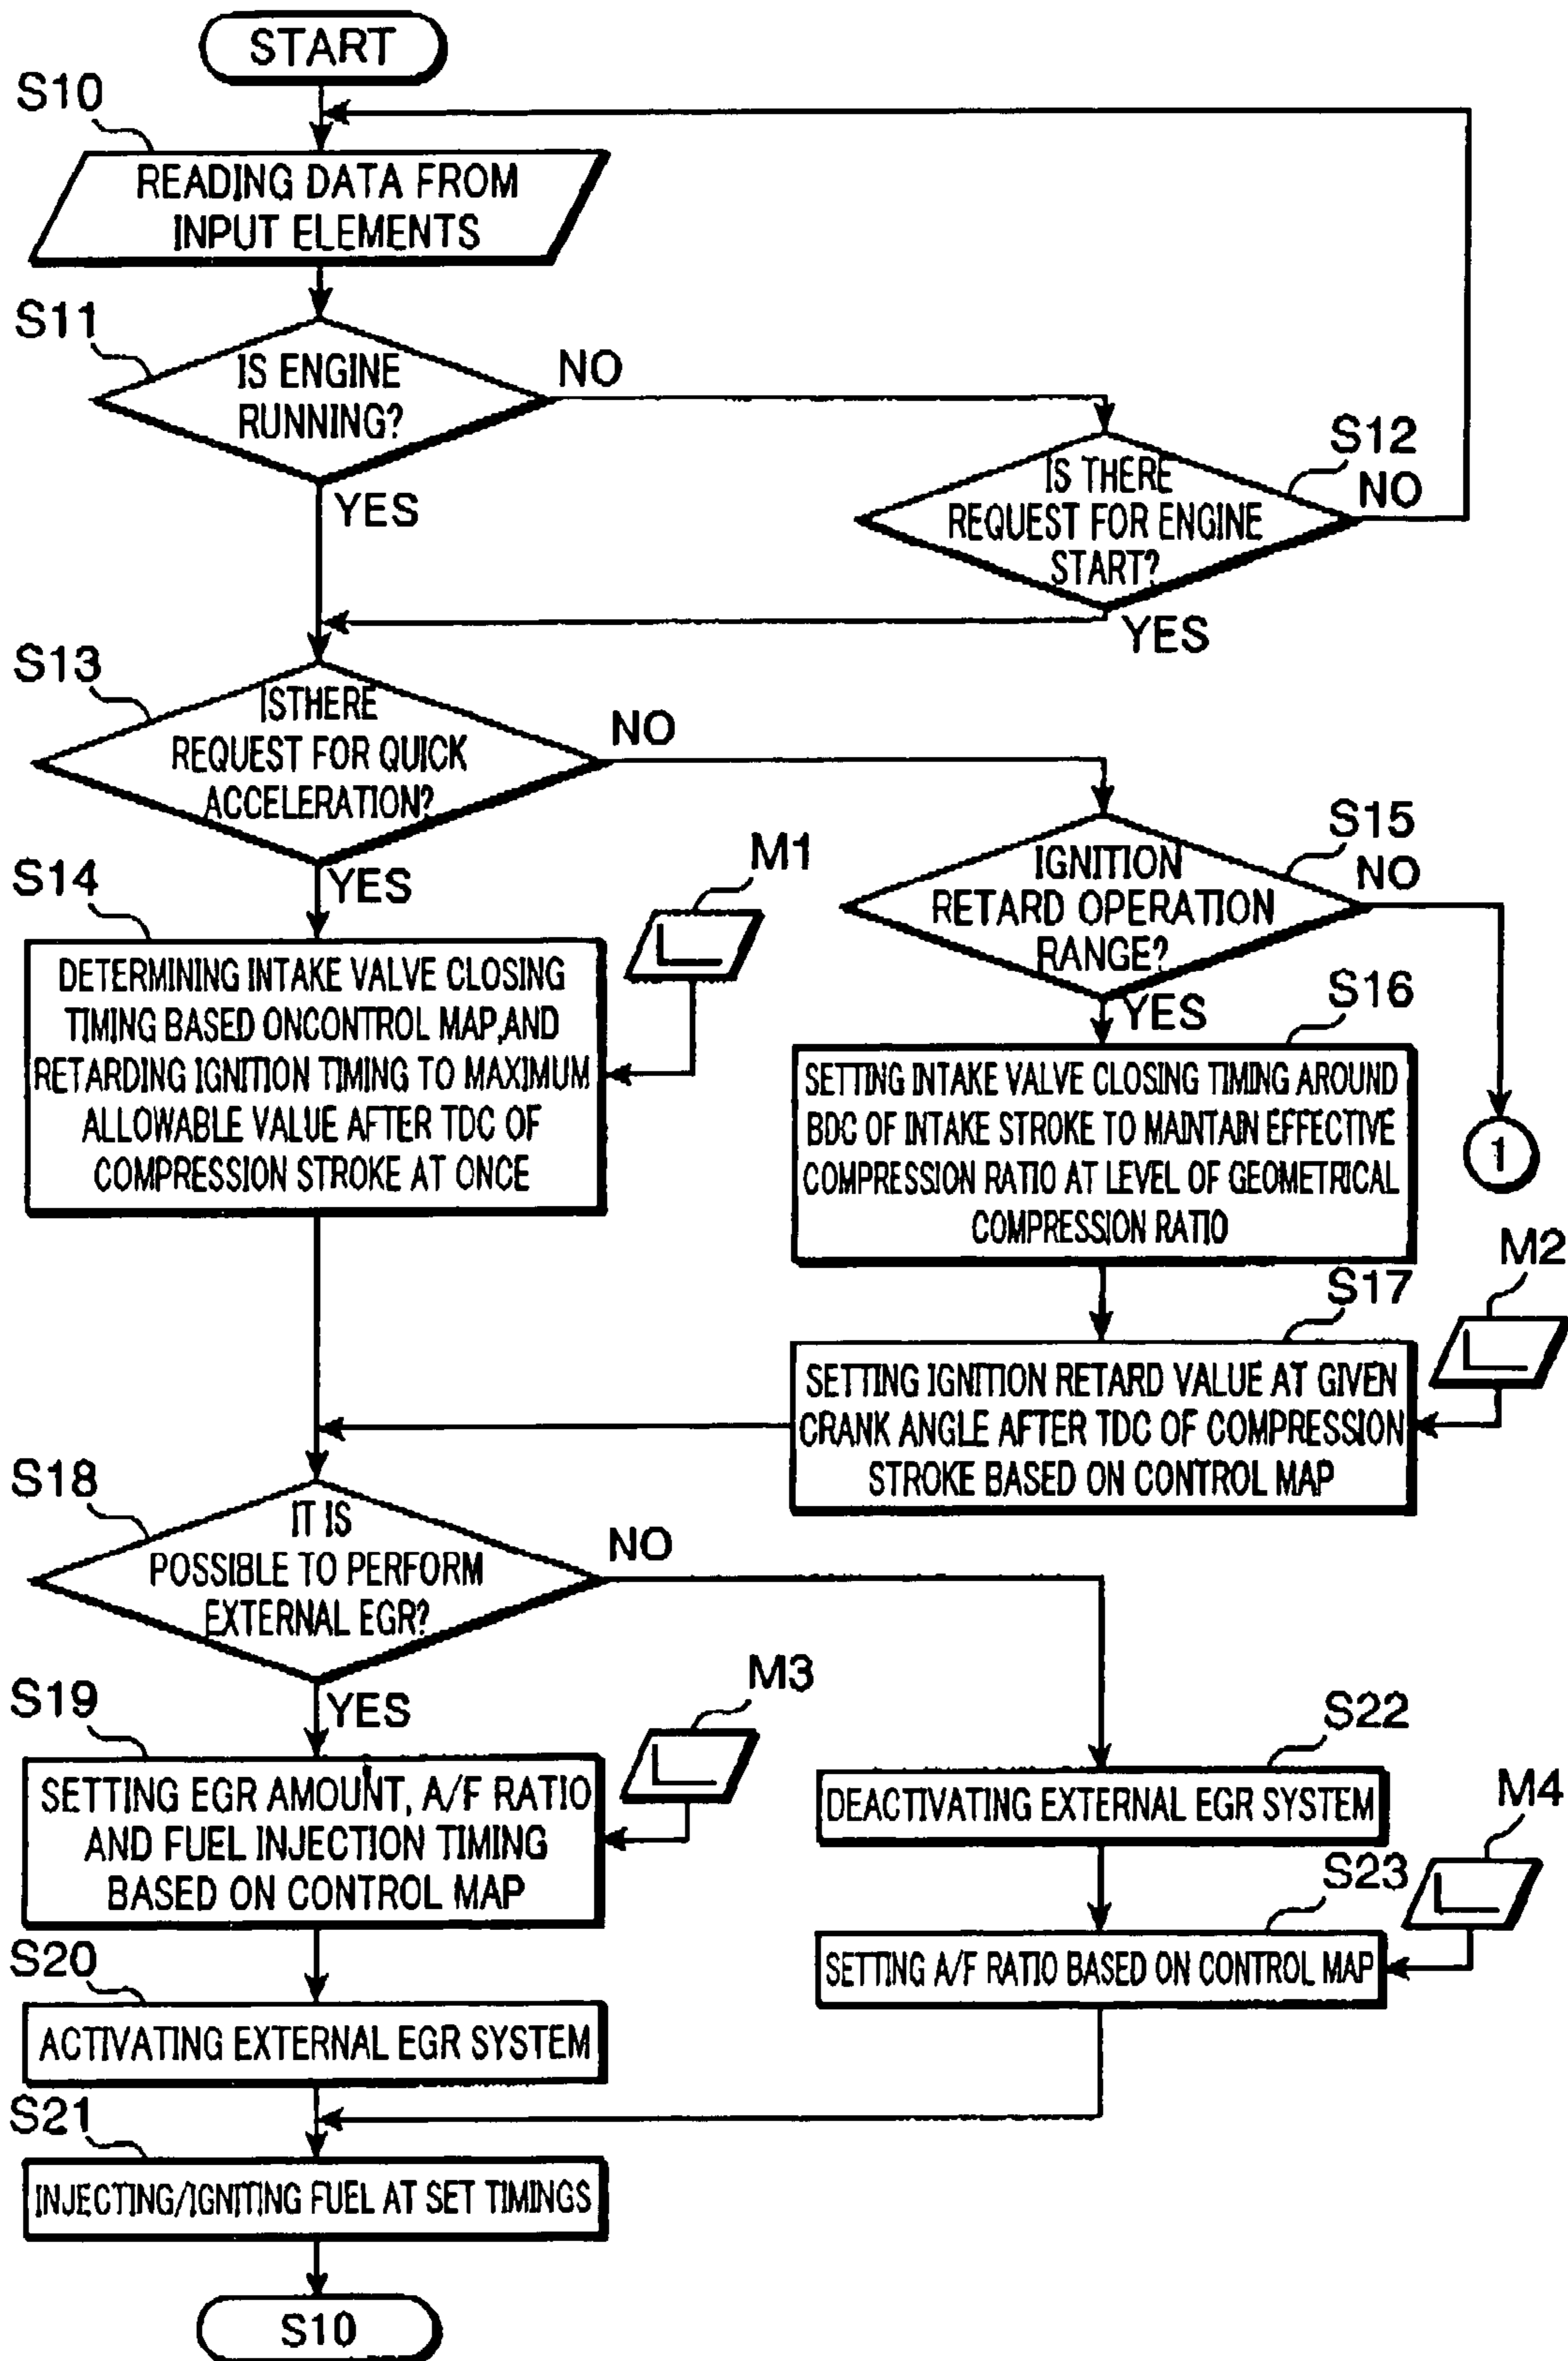 START
S10
READING DATA FROM
INPUT ELEMENTS
S11
IS ENGINE
RUNNING?
NO
YES
S12
IS THERE
REQUEST FOR ENGINE
START?
NO
YES
S13
ISTHERE
REQUEST FOR QUICK
ACCELERATION?
NO
YES
S14
DETERMINING INTAKE VALVE CLOSING
TIMING BASED ONCONTROL MAP,AND
RETARDING IGNITION TIMING TO MAXIMUM
ALLOWABLE VALUE AFTER TDC OF
COMPRESSION STROKE AT ONCE
M1
S15
IGNITION
RETARD OPERATION
RANGE?
NO
YES
1
S16
SETTING INTAKE VALVE CLOSING TIMING AROUND
BDC OF INTAKE STROKE TO MAINTAIN EFFECTIVE
COMPRESSION RATIO AT LEVEL OF GEOMETRICAL
COMPRESSION RATIO
M2
S17
SETTING IGNITION RETARD VALUE AT GIVEN
CRANK ANGLE AFTER TDC OF COMPRESSION
STROKE BASED ON CONTROL MAP
S18
IT IS
POSSIBLE TO PERFORM
EXTERNAL EGR?
NO
YES
S19
SETTING EGR AMOUNT, A/F RATIO
AND FUEL INJECTION TIMING
BASED ON CONTROL MAP
M3
S22
DEACTIVATING EXTERNAL EGR SYSTEM
M4
S23
SETTING A/F RATIO BASED ON CONTROL MAP
S20
ACTIVATING EXTERNAL EGR SYSTEM
S21
INJECTING/IGNITING FUEL AT SET TIMINGS
S10